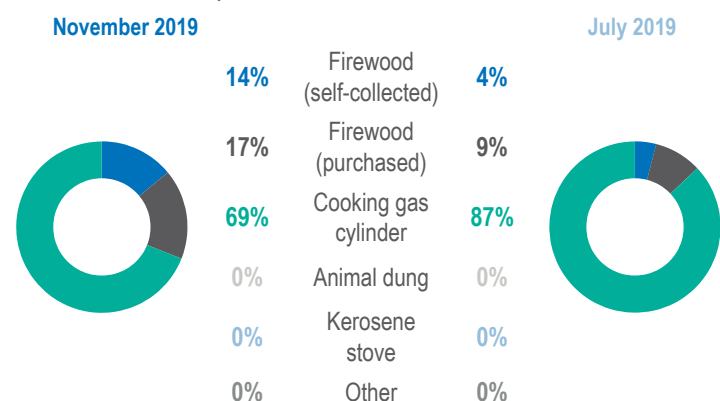 November 2019
July 2019
14% Firewood (self-collected) 4%
17% Firewood (purchased) 9%
69% Cooking gas cylinder 87%
0% Animal dung 0%
0% Kerosene stove 0%
0% Other 0%